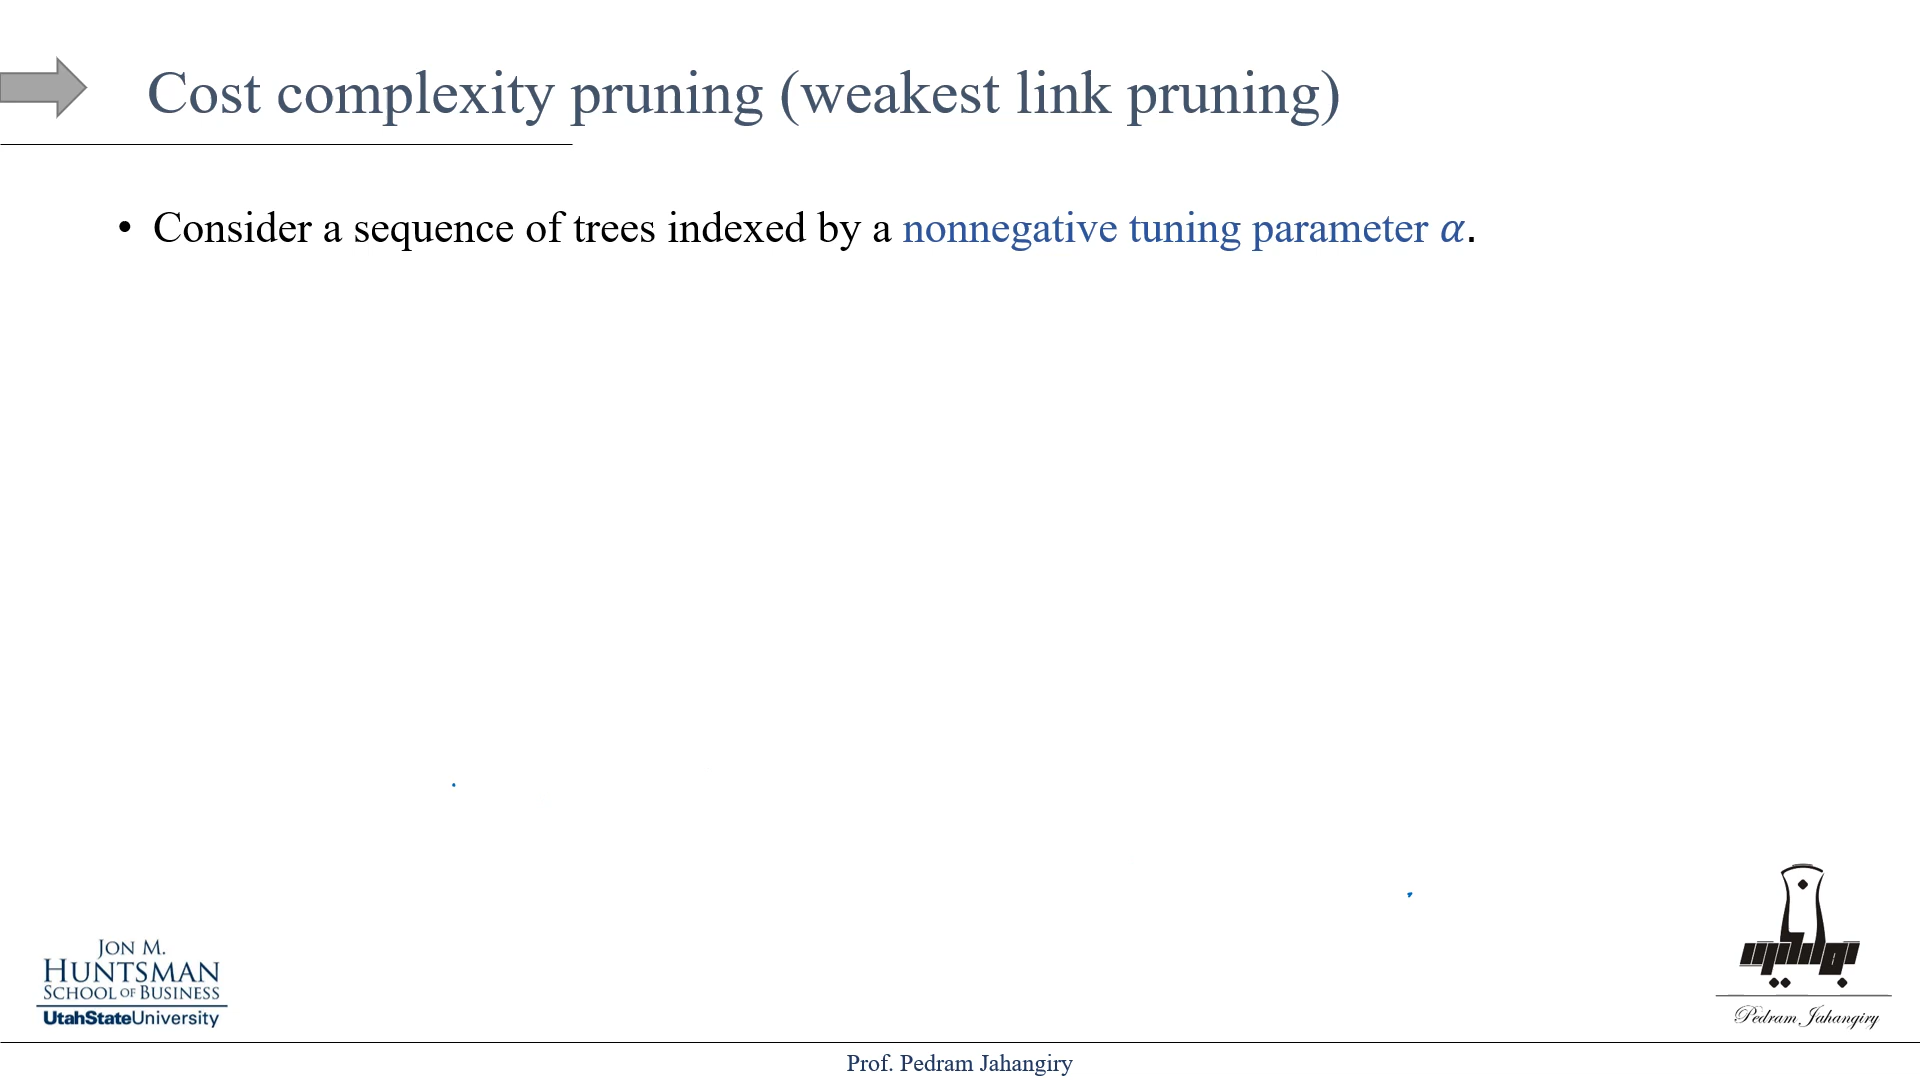 Cost complexity pruning (weakest link pruning)
• Consider a sequence of trees indexed by a nonnegative tuning parameter α.
JON M.
HUNTSMAN
SCHOOL OF BUSINESS
UtahStateUniversity
Pedram Jahangiry
Prof. Pedram Jahangiry